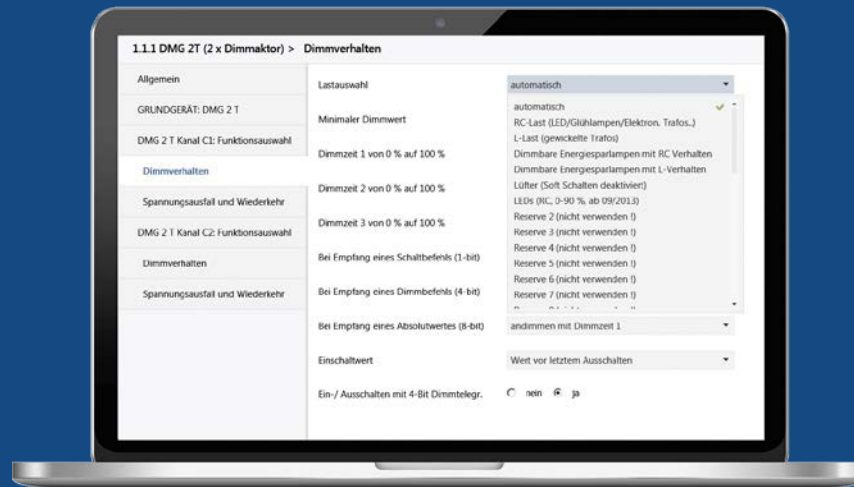 1.1.1 DMG 2T (2 x Dimmaktor) > Dimmverhalten
Allgemein
GRUNDGERÄT: DMG 2 T
DMG 2 T Kanal C1: Funktionsauswahl
Dimmverhalten
Spannungsausfall und Wiederkehr
DMG 2 T Kanal C2: Funktionsauswahl
Dimmverhalten
Spannungsausfall und Wiederkehr
Lastauswahl
automatisch
automatisch
RC-Last (LED/Glühlampen/Elektron. Trafos..)
L-Last (gewickelte Trafos)
Dimmbare Energiesparlampen mit RC Verhalten
Dimmbare Energiesparlampen mit L-Verhalten
Lüfter (Soft Schalten deaktiviert)
LEDs (RC, 0-90 %, ab 09/2013)
Reserve 2 (nicht verwenden !)
Reserve 3 (nicht verwenden !)
Reserve 4 (nicht verwenden !)
Reserve 5 (nicht verwenden !)
Reserve 6 (nicht verwenden !)
Reserve 7 (nicht verwenden !)
Minimaler Dimmwert
Dimmzeit 1 von 0 % auf 100 %
Dimmzeit 2 von 0 % auf 100 %
Dimmzeit 3 von 0 % auf 100 %
Bei Empfang eines Schaltbefehls (1-bit)
Bei Empfang eines Dimmbefehls (4-bit)
Bei Empfang eines Absolutwertes (8-bit)
andimmen mit Dimmzeit 1
Einschaltwert
Wert vor letztem Ausschalten
Ein-/ Ausschalten mit 4-Bit Dimmtelegr.
nein ja